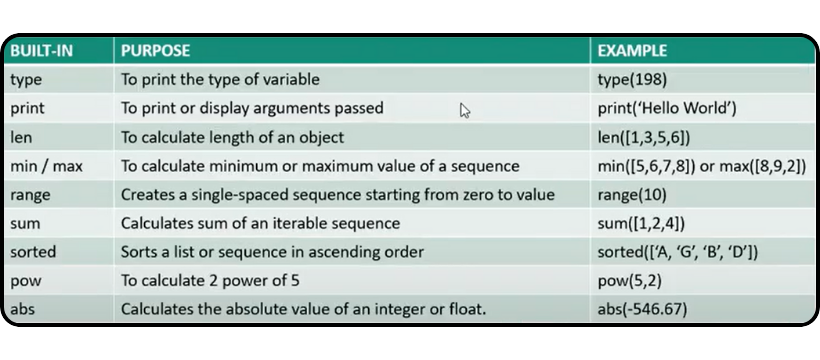 BUILT-IN PURPOSE EXAMPLE
type To print the type of variable type(198)
print To print or display arguments passed print(‘Hello World’)
len To calculate length of an object len([1,3,5,6])
min / max To calculate minimum or maximum value of a sequence min([5,6,7,8]) or max([8,9,2])
range Creates a single-spaced sequence starting from zero to value range(10)
sum Calculates sum of an iterable sequence sum([1,2,4])
sorted Sorts a list or sequence in ascending order sorted([‘A, ‘G’, ‘B’, ‘D’])
pow To calculate 2 power of 5 pow(5,2)
abs Calculates the absolute value of an integer or float. abs(-546.67)